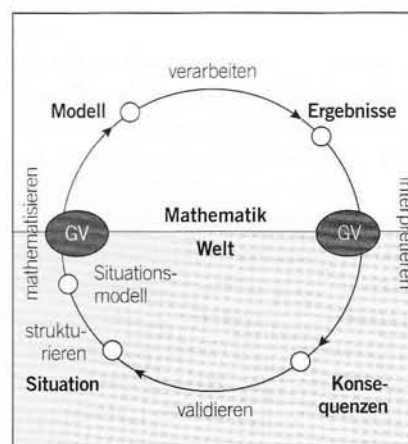 verarbeiten
Modell
Ergebnisse
mathematisieren
interpretieren
GV
Mathematik
GV
Welt
Situations-
modell
struktu-
rieren
Situation
Konse-
quenzen
validieren